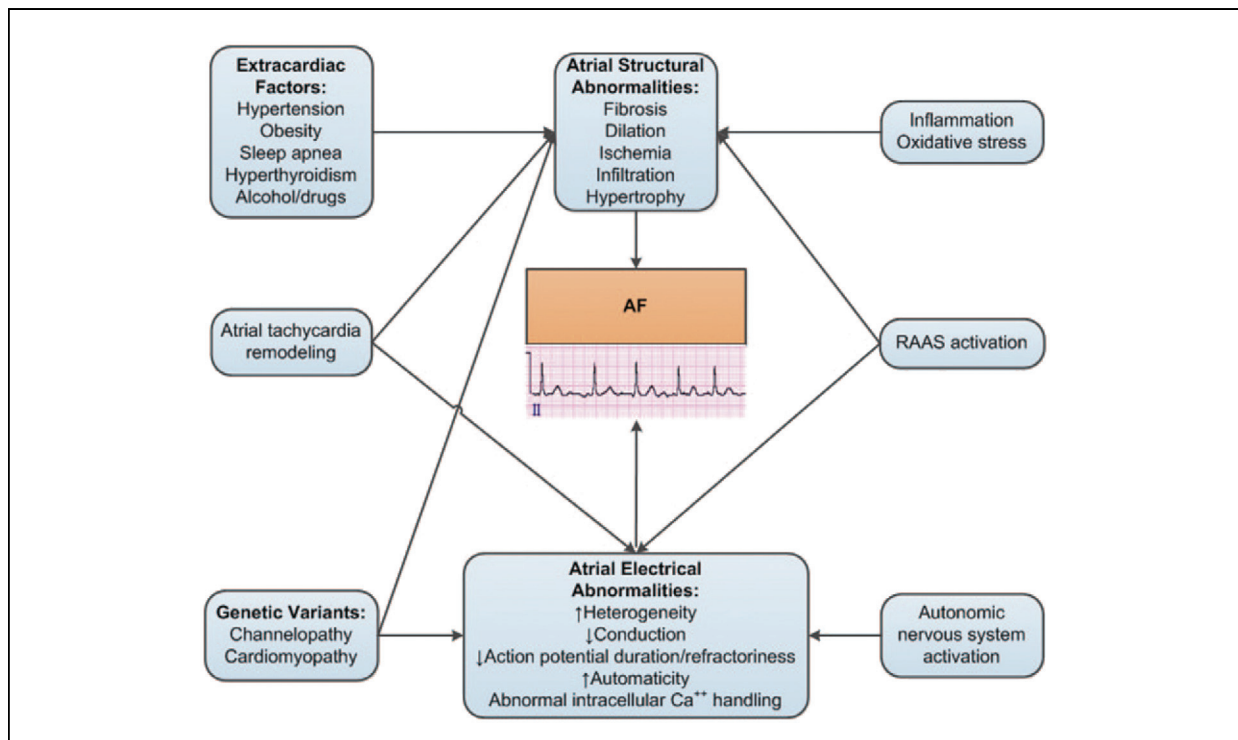 Extracardiac
Factors:
Hypertension
Obesity
Sleep apnea
Hyperthyroidism
Alcohol/drugs
Atrial Structural
Abnormalities:
Fibrosis
Dilation
Ischemia
Infiltration
Hypertrophy
Inflammation
Oxidative stress
AF
II
Atrial tachycardia
remodeling
RAAS activation
Genetic Variants:
Channelopathy
Cardiomyopathy
Atrial Electrical
Abnormalities:
↑Heterogeneity
↓Conduction
↓Action potential duration/refractoriness
↑Automaticity
Abnormal intracellular Ca⁺⁺ handling
Autonomic
nervous system
activation